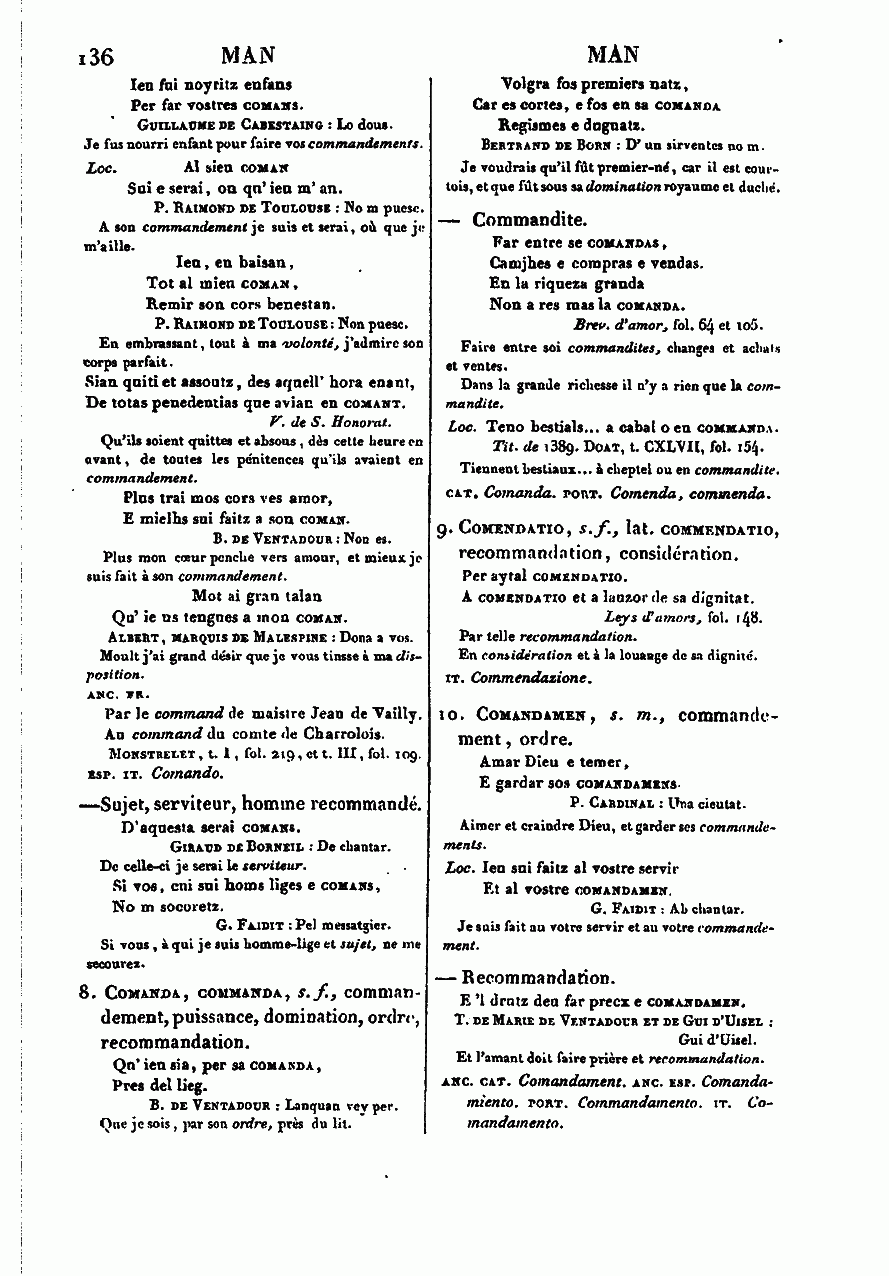 136 MAN MAN
Ieu fui noyritz enfans
Per far vostres COMANS.
GUILLAUME DE CABESTAING : Lo dous.
Je fus nourri enfant pour faire vos commandements.
Loc. Al sieu COMAN
Sui e serai, on qu' ieu m' an.
P. RAIMOND DE TOULOUSE : No m puesc.
A son commandement je suis et serai, où que je
m'aille.
Ieu, en baisan,
Tot al mieu COMAN,
Remir son cors benestan.
P. RAIMOND DE TOULOUSE : Non puesc.
En embrassant, tout à ma volonté, j'admire son
corps parfait.
Sian quiti et assoutz, des aquell' hora enant,
De totas penedentias que avian en COMANT.
V. de S. Honorat.
Qu'ils soient quittes et absous, dès cette heure en
avant, de toutes les pénitences qu'ils avaient en
commandement.
Plus trai mos cors ves amor,
E mielhs sui faitz a son COMAN.
B. DE VENTADOUR : Non es.
Plus mon cœur penche vers amour, et mieux je
suis fait à son commandement.
Mot ai gran talan
Qu' ie us tengues a mon COMAN.
ALBERT, MARQUIS DE MALESPINE : Dona a vos.
Moult j'ai grand désir que je vous tinsse à ma dis-
position.
ANC. FR.
Par le command de maistre Jean de Vailly.
Au command du comte de Charrolois.
MONSTRELET, t. I, fol. 219, et t. III, fol. 109.
ESP. IT. Comando.
—Sujet, serviteur, homme recommandé.
D'aquesta serai COMANS.
GIRAUD DE BORNEIL : De chantar.
De celle-ci je serai le serviteur.
Si vos, cui sui homs liges e COMANS,
No m socoretz.
G. FAIDIT : Pel messatgier.
Si vous, à qui je suis homme-lige et sujet, ne me
secourez.
8. COMANDA, COMMANDA, s. f., comman-
dement, puissance, domination, ordre,
recommandation.
Qu' ieu sia, per sa COMANDA,
Pres del lieg.
B. DE VENTADOUR : Lanquan vey per.
Que je sois, par son ordre, près du lit.
Volgra fos premiers natz,
Car es cortes, e fos en sa COMANDA
Regismes e dugnatz.
BERTRAND DE BORN : D' un sirventes no m.
Je voudrais qu'il fût premier-né, car il est cour-
tois, et que fût sous sa domination royaume et duché.
— Commandite.
Far entre se COMANDAS,
Camjhes e compras e vendas.
En la riqueza granda
Non a res mas la COMANDA.
Brev. d'amor, fol. 64 et 105.
Faire entre soi commandites, changes et achats
et ventes.
Dans la grande richesse il n'y a rien que la com-
mandite.
Loc. Teno bestials... a cabal o en COMMANDA.
Tit. de 1389. DOAT, t. CXLVII, fol. 154.
Tiennent bestiaux... à cheptel ou en commandite.
CAT. Comanda. PORT. Comenda, commenda.
9. COMENDATIO, s. f., lat. COMMENDATIO,
recommandation, considération.
Per aytal COMENDATIO.
A COMENDATIO et a lauzor de sa dignitat.
Leys d'amors, fol. 148.
Par telle recommandation.
En considération et à la louange de sa dignité.
IT. Commendazione.
10. COMANDAMEN, s. m., commande-
ment, ordre.
Amar Dieu e temer,
E gardar sos COMANDAMENS.
P. CARDINAL : Una cieutat.
Aimer et craindre Dieu, et garder ses commande-
ments.
Loc. Ieu sui faitz al vostre servir
Et al vostre COMANDAMEN.
G. FAIDIT : Ab chantar.
Je suis fait au votre servir et au votre commande-
ment.
— Recommandation.
E 'l drutz deu far precx e COMANDAMEN.
T. DE MARIE DE VENTADOUR ET DE GUI D'UISEL :
Gui d'Uisel.
Et l'amant doit faire prière et recommandation.
ANC. CAT. Comandament. ANC. ESP. Comanda-
miento. PORT. Commandamento. IT. Co-
mandamento.